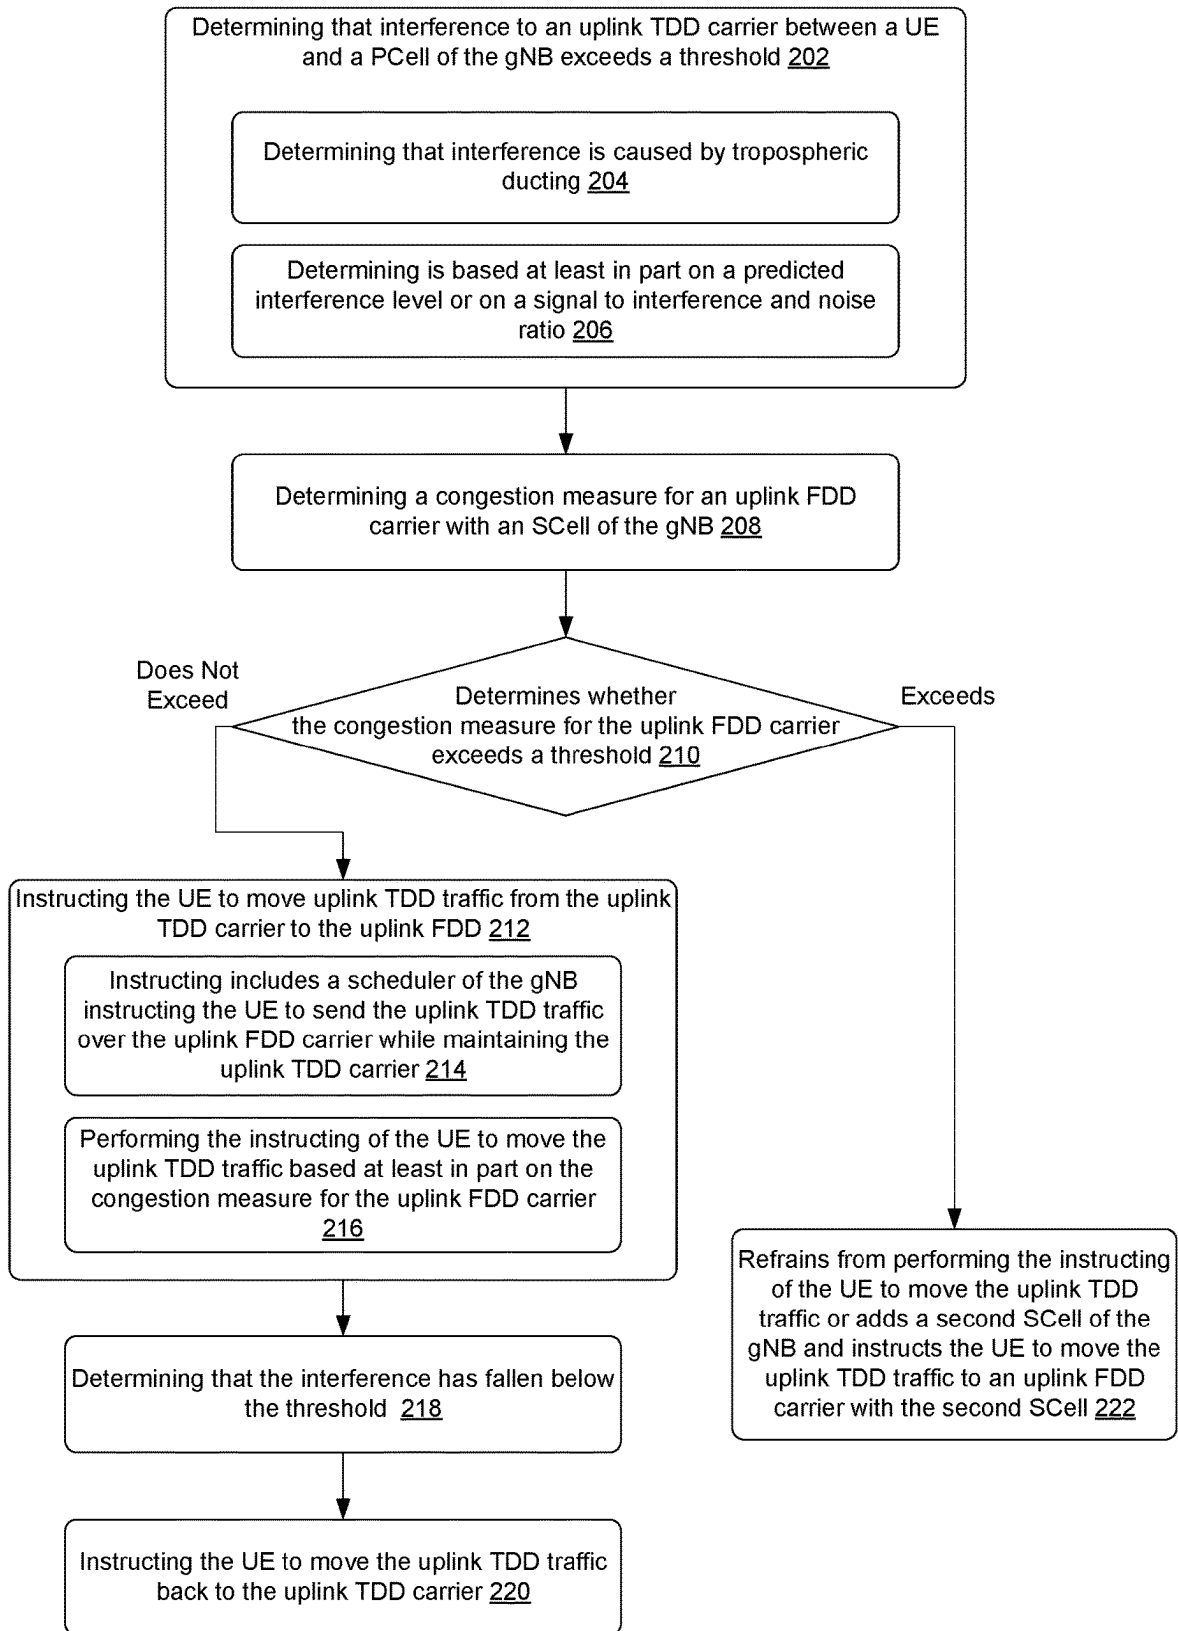 Determining that interference to an uplink TDD carrier between a UE
and a PCell of the gNB exceeds a threshold 202
Determining that interference is caused by tropospheric
ducting 204
Determining is based at least in part on a predicted
interference level or on a signal to interference and noise
ratio 206
Determining a congestion measure for an uplink FDD
carrier with an SCell of the gNB 208
Does Not
Exceed
Determines whether
the congestion measure for the uplink FDD carrier
exceeds a threshold 210
Exceeds
Instructing the UE to move uplink TDD traffic from the uplink
TDD carrier to the uplink FDD 212
Instructing includes a scheduler of the gNB
instructing the UE to send the uplink TDD traffic
over the uplink FDD carrier while maintaining the
uplink TDD carrier 214
Performing the instructing of the UE to move the
uplink TDD traffic based at least in part on the
congestion measure for the uplink FDD carrier
216
Refrains from performing the instructing
of the UE to move the uplink TDD
traffic or adds a second SCell of the
gNB and instructs the UE to move the
uplink TDD traffic to an uplink FDD
carrier with the second SCell 222
Determining that the interference has fallen below
the threshold 218
Instructing the UE to move the uplink TDD traffic
back to the uplink TDD carrier 220